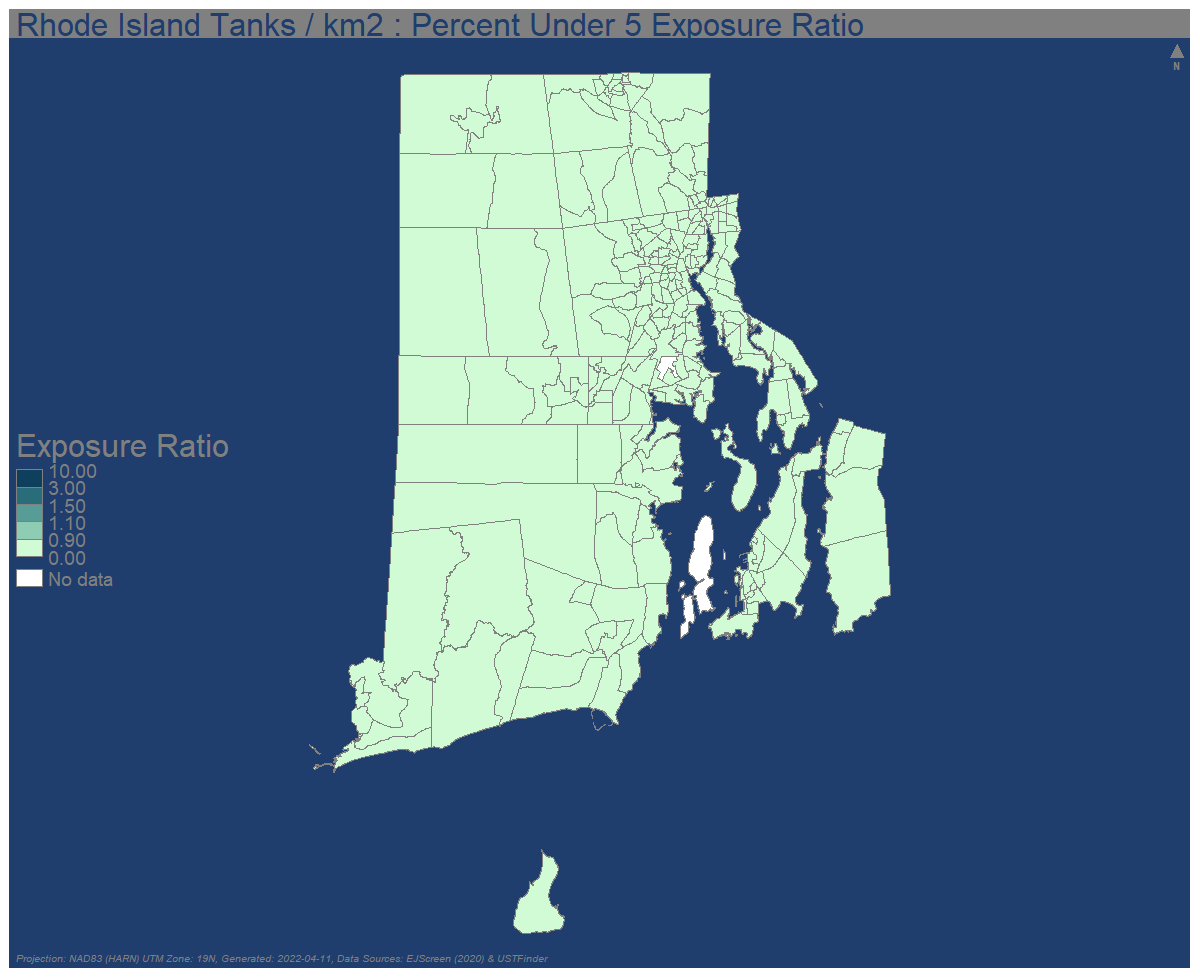 Rhode Island Tanks / km2 : Percent Under 5 Exposure Ratio
N
Exposure Ratio
10.00
3.00
1.50
1.10
0.90
0.00
No data
Projection: NAD83 (HARN) UTM Zone: 19N, Generated: 2022-04-11, Data Sources: EJScreen (2020) & USTFinder